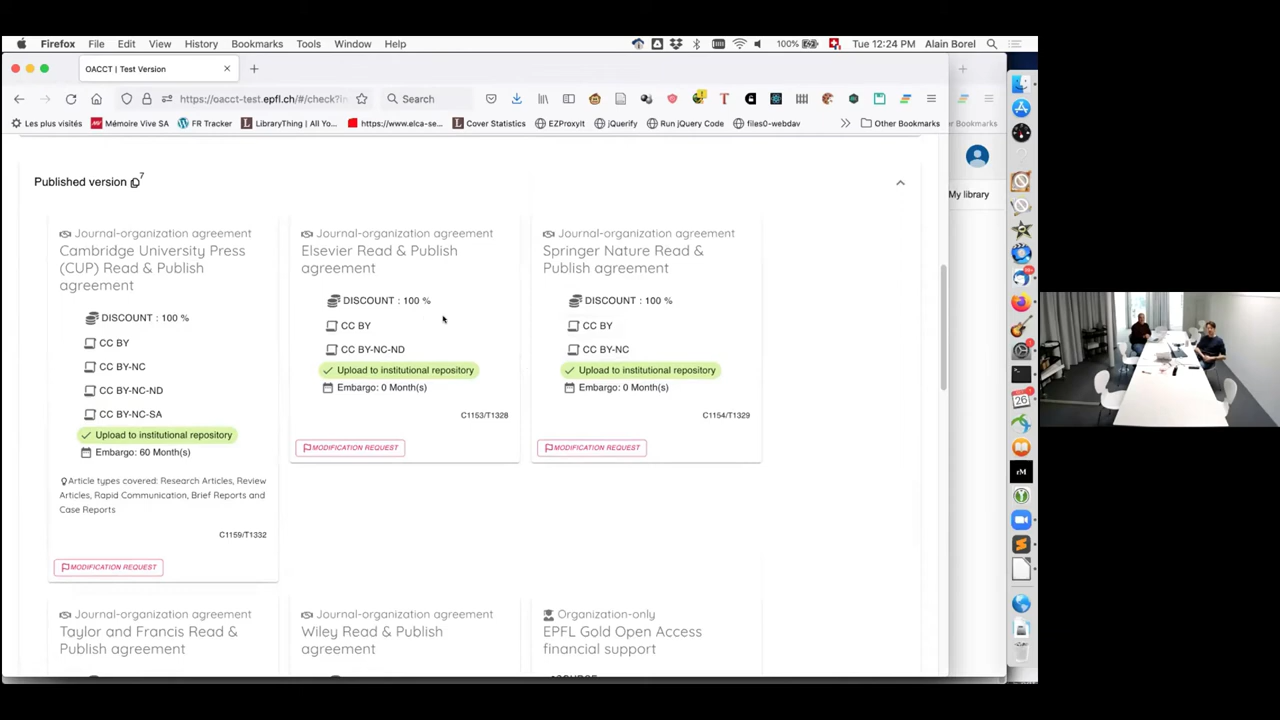 Firefox File Edit View History Bookmarks Tools Window Help 100% Tue 12:24 PM Alain Borel
OACCT | Test Version
https://oacct-test.epfl.ch/#/check?in Search
Les plus visités Mémoire Vive SA FR Tracker LibraryThing | All Yo... https://www.elca-se... Cover Statistics EZProxyIt jQuerify Run jQuery Code files0-webdav Other Bookmarks Bookmarks
My library
Published version 7
Journal-organization agreement
Cambridge University Press
(CUP) Read & Publish
agreement
DISCOUNT : 100 %
CC BY
CC BY-NC
CC BY-NC-ND
CC BY-NC-SA
Upload to institutional repository
Embargo: 60 Month(s)
Article types covered: Research Articles, Review
Articles, Rapid Communication, Brief Reports and
Case Reports
C1159/T1332
MODIFICATION REQUEST
Journal-organization agreement
Elsevier Read & Publish
agreement
DISCOUNT : 100 %
CC BY
CC BY-NC-ND
Upload to institutional repository
Embargo: 0 Month(s)
C1153/T1328
MODIFICATION REQUEST
Journal-organization agreement
Springer Nature Read &
Publish agreement
DISCOUNT : 100 %
CC BY
CC BY-NC
Upload to institutional repository
Embargo: 0 Month(s)
C1154/T1329
MODIFICATION REQUEST
Journal-organization agreement
Taylor and Francis Read &
Publish agreement
Journal-organization agreement
Wiley Read & Publish
agreement
Organization-only
EPFL Gold Open Access
financial support
26
rM